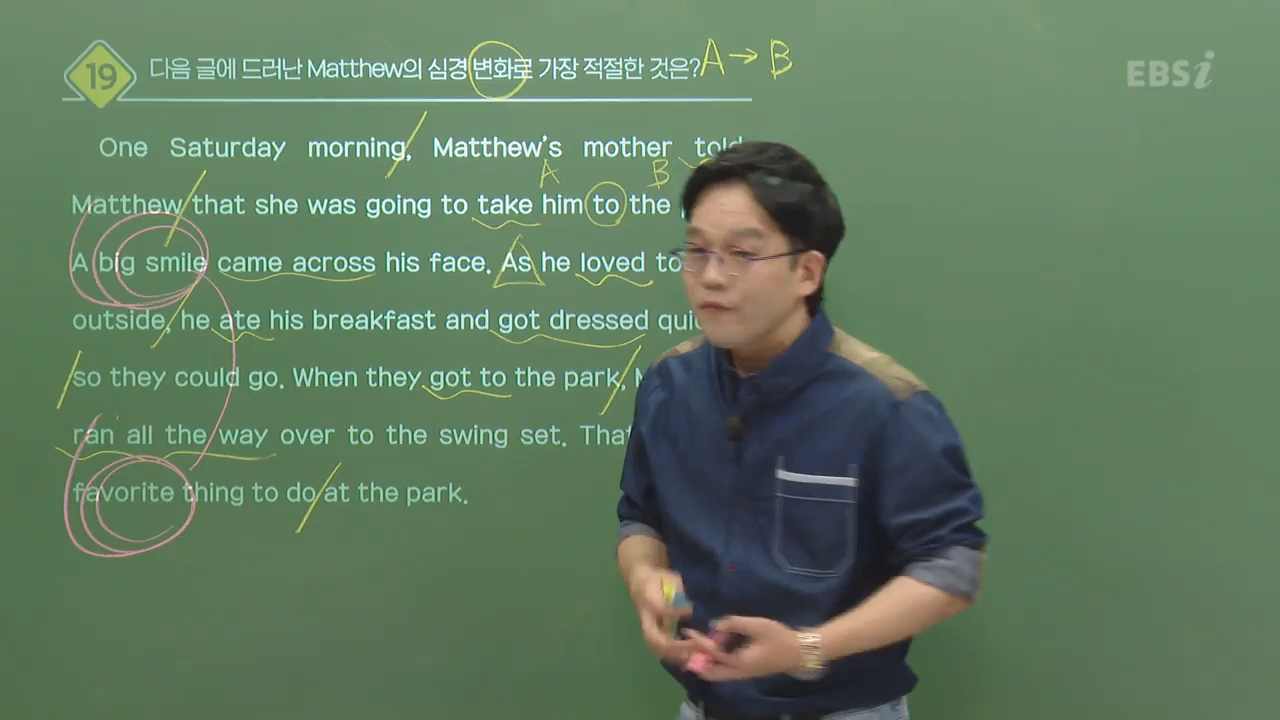 19 다음 글에 드러난 Matthew의 심경 변화로 가장 적절한 것은? A → B
EBSi
One Saturday morning, Matthew's mother told
A B
Matthew that she was going to take him to the
A big smile came across his face. As he loved to
outside, he ate his breakfast and got dressed
so they could go. When they got to the park,
ran all the way over to the swing set.
favorite thing to do at the park.